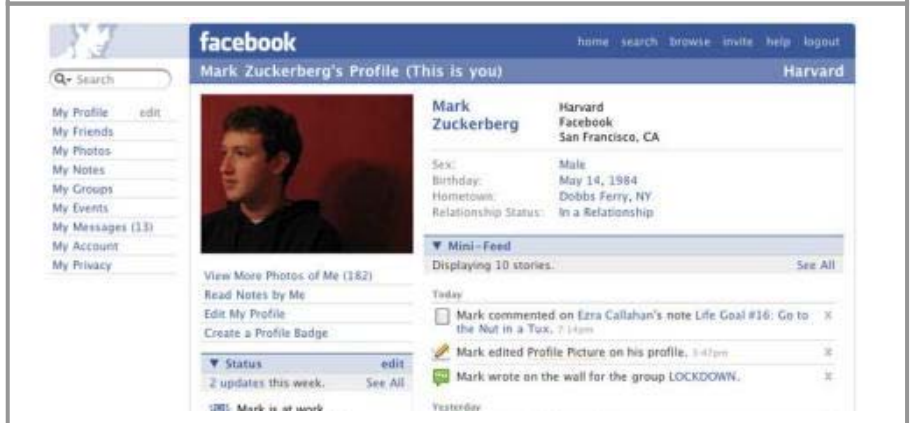 facebook
home search browse invite help logout
Search
Mark Zuckerberg's Profile (This is you)
Harvard
My Profile edit
My Friends
My Photos
My Notes
My Groups
My Events
My Messages (13)
My Account
My Privacy
View More Photos of Me (182)
Read Notes by Me
Edit My Profile
Create a Profile Badge
▼ Status edit
2 updates this week. See All
Mark is at work
Mark
Zuckerberg
Harvard
Facebook
San Francisco, CA
Sex: Male
Birthday: May 14, 1984
Hometown: Dobbs Ferry, NY
Relationship Status: In a Relationship
▼ Mini-Feed
Displaying 10 stories. See All
Today
Mark commented on Ezra Callahan's note Life Goal #16: Go to
the Nut in a Tux. 7:14pm
Mark edited Profile Picture on his profile. 3:47pm
Mark wrote on the wall for the group LOCKDOWN.
Yesterday